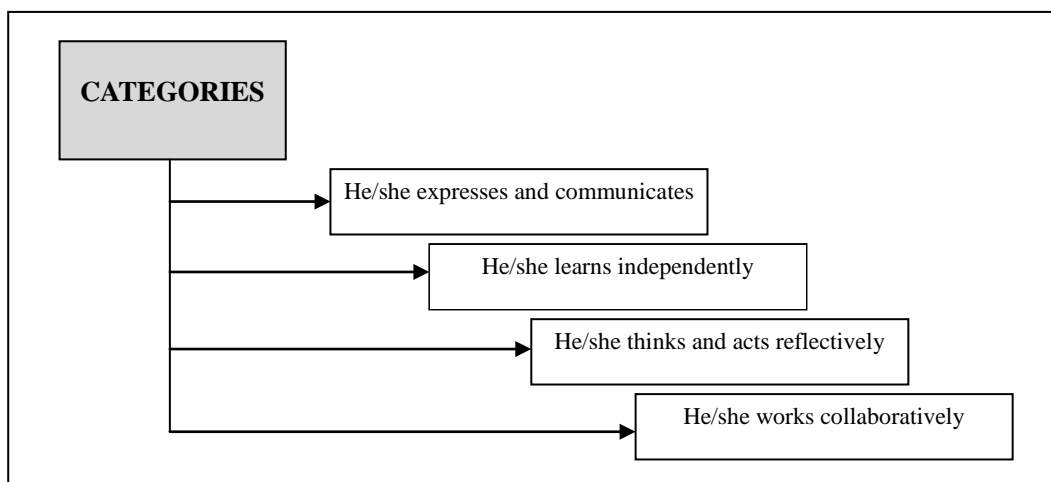 CATEGORIES
He/she expresses and communicates
He/she learns independently
He/she thinks and acts reflectively
He/she works collaboratively